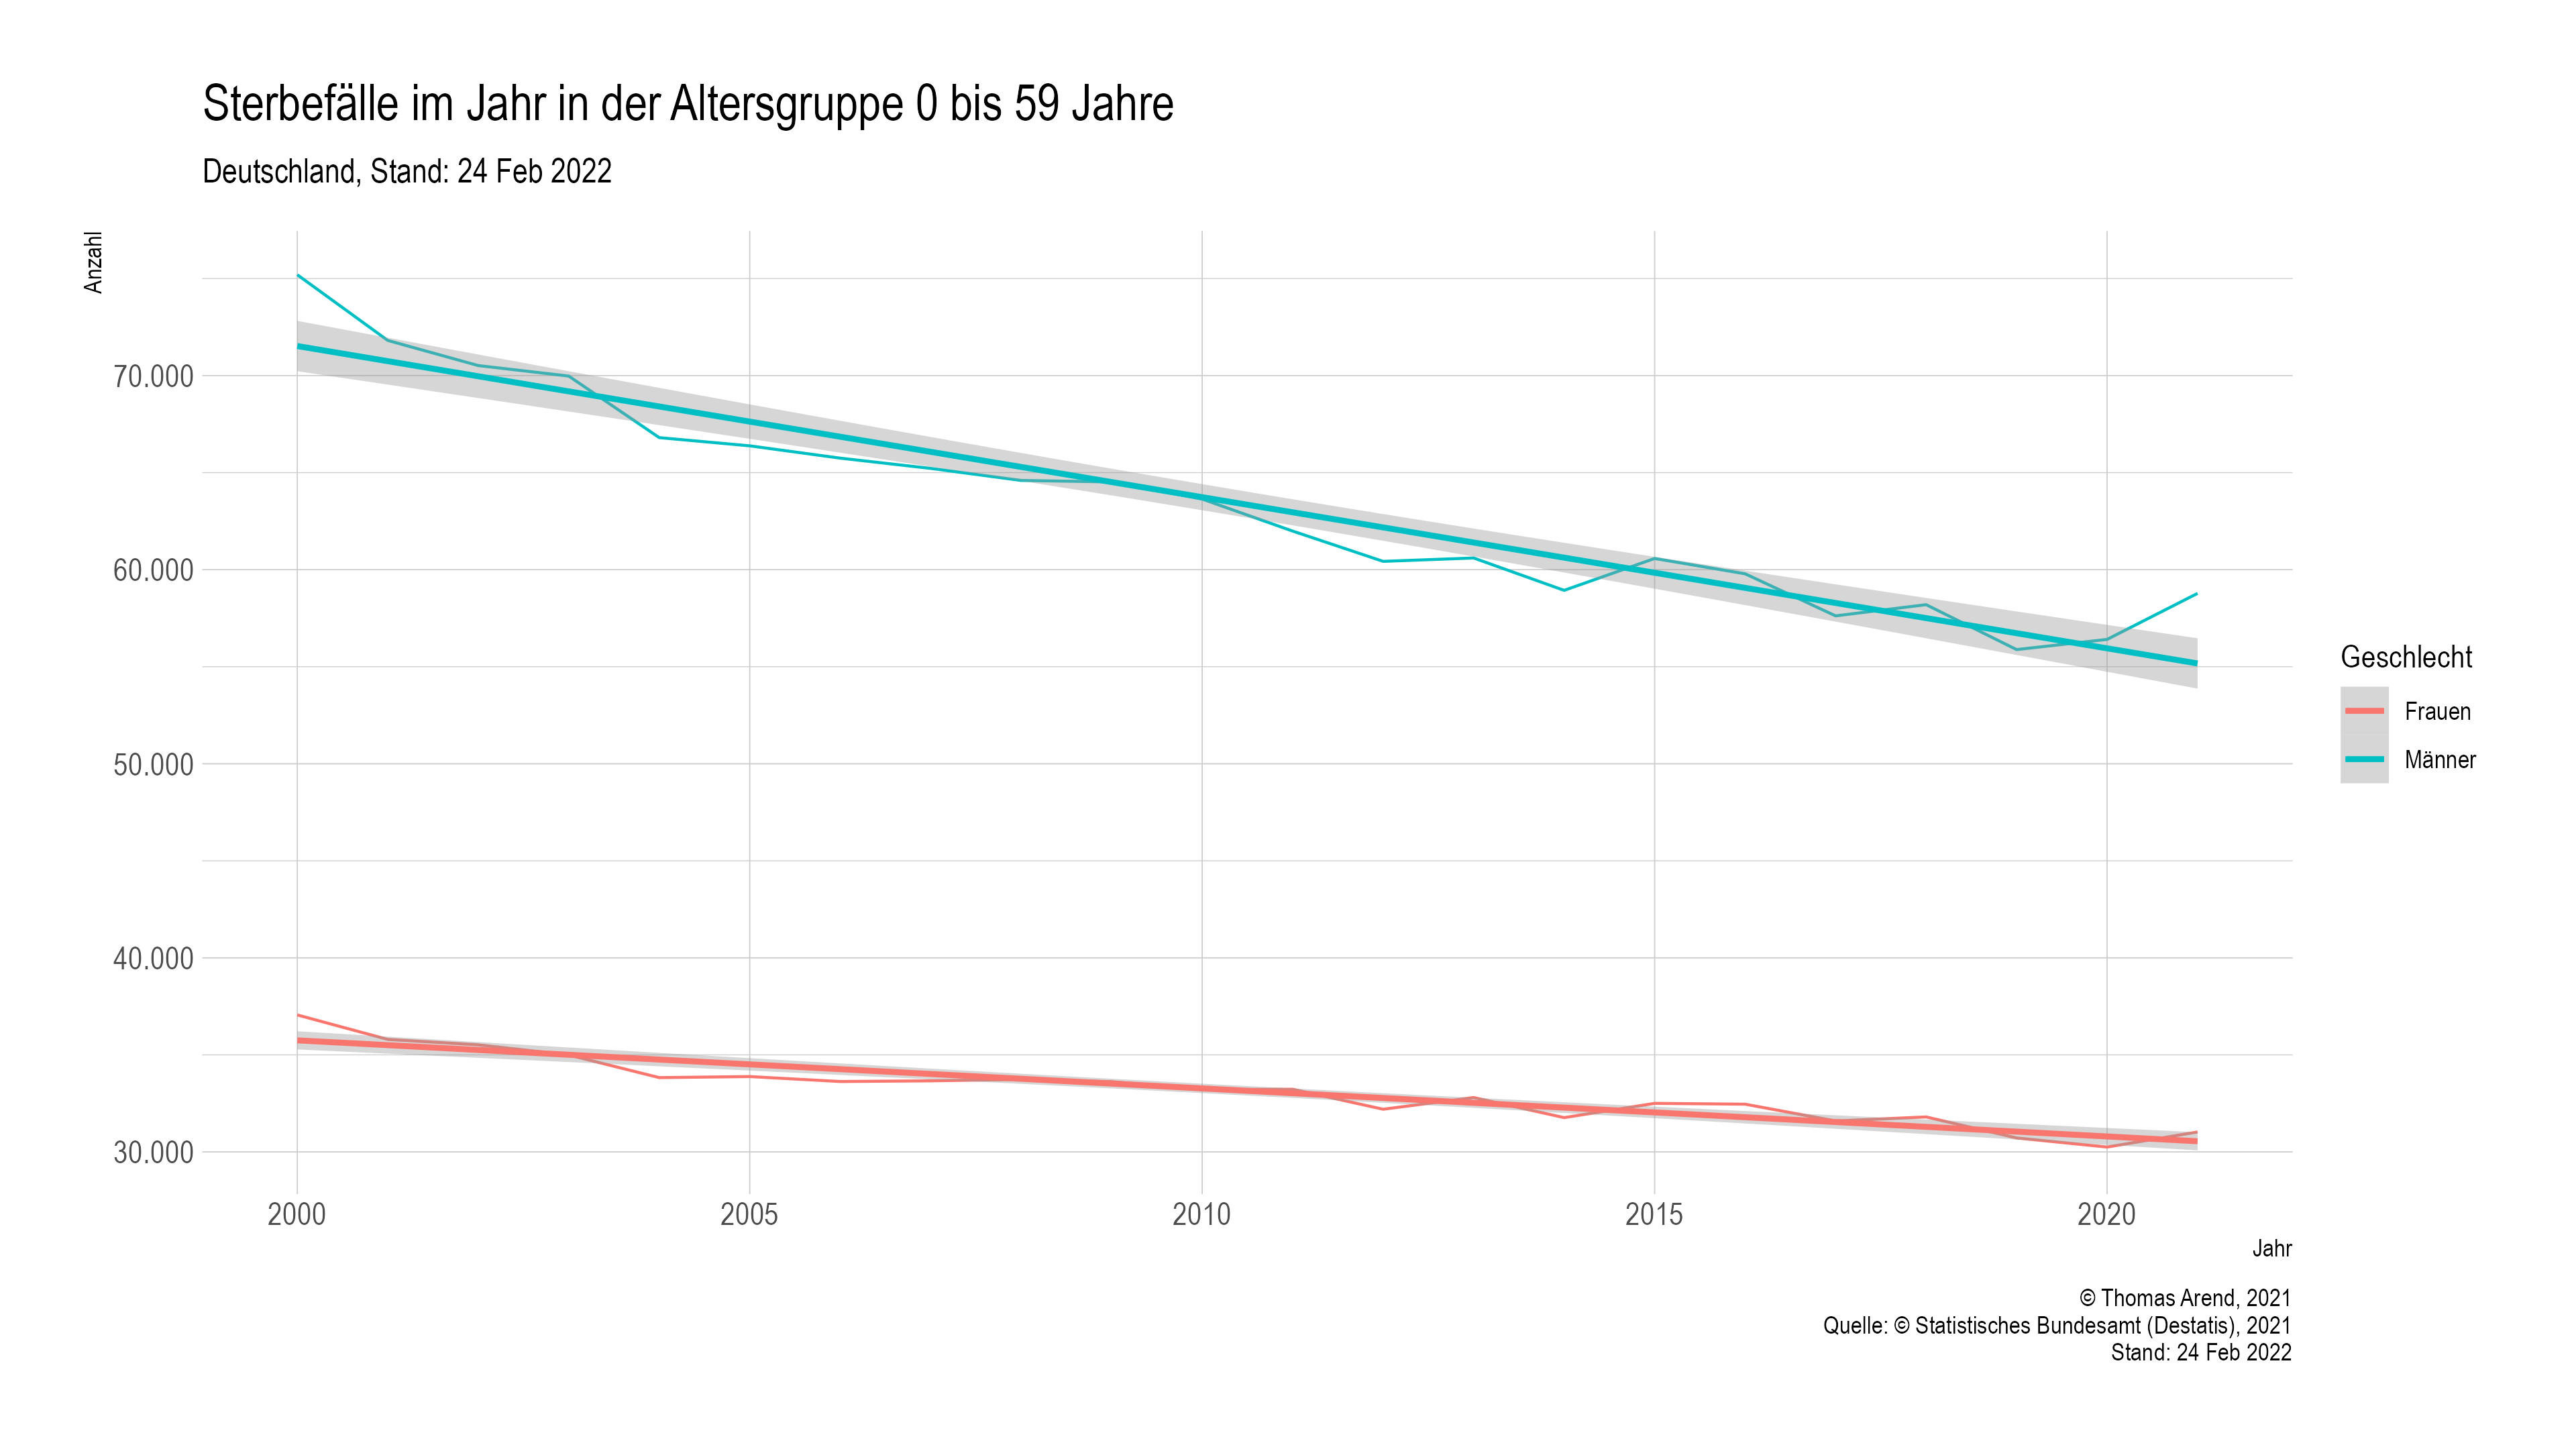 Sterbefälle im Jahr in der Altersgruppe 0 bis 59 Jahre
Deutschland, Stand: 24 Feb 2022
Anzahl
70.000
60.000
50.000
40.000
30.000
2000
2005
2010
2015
2020
Jahr
Geschlecht
Frauen
Männer
© Thomas Arend, 2021
Quelle: © Statistisches Bundesamt (Destatis), 2021
Stand: 24 Feb 2022